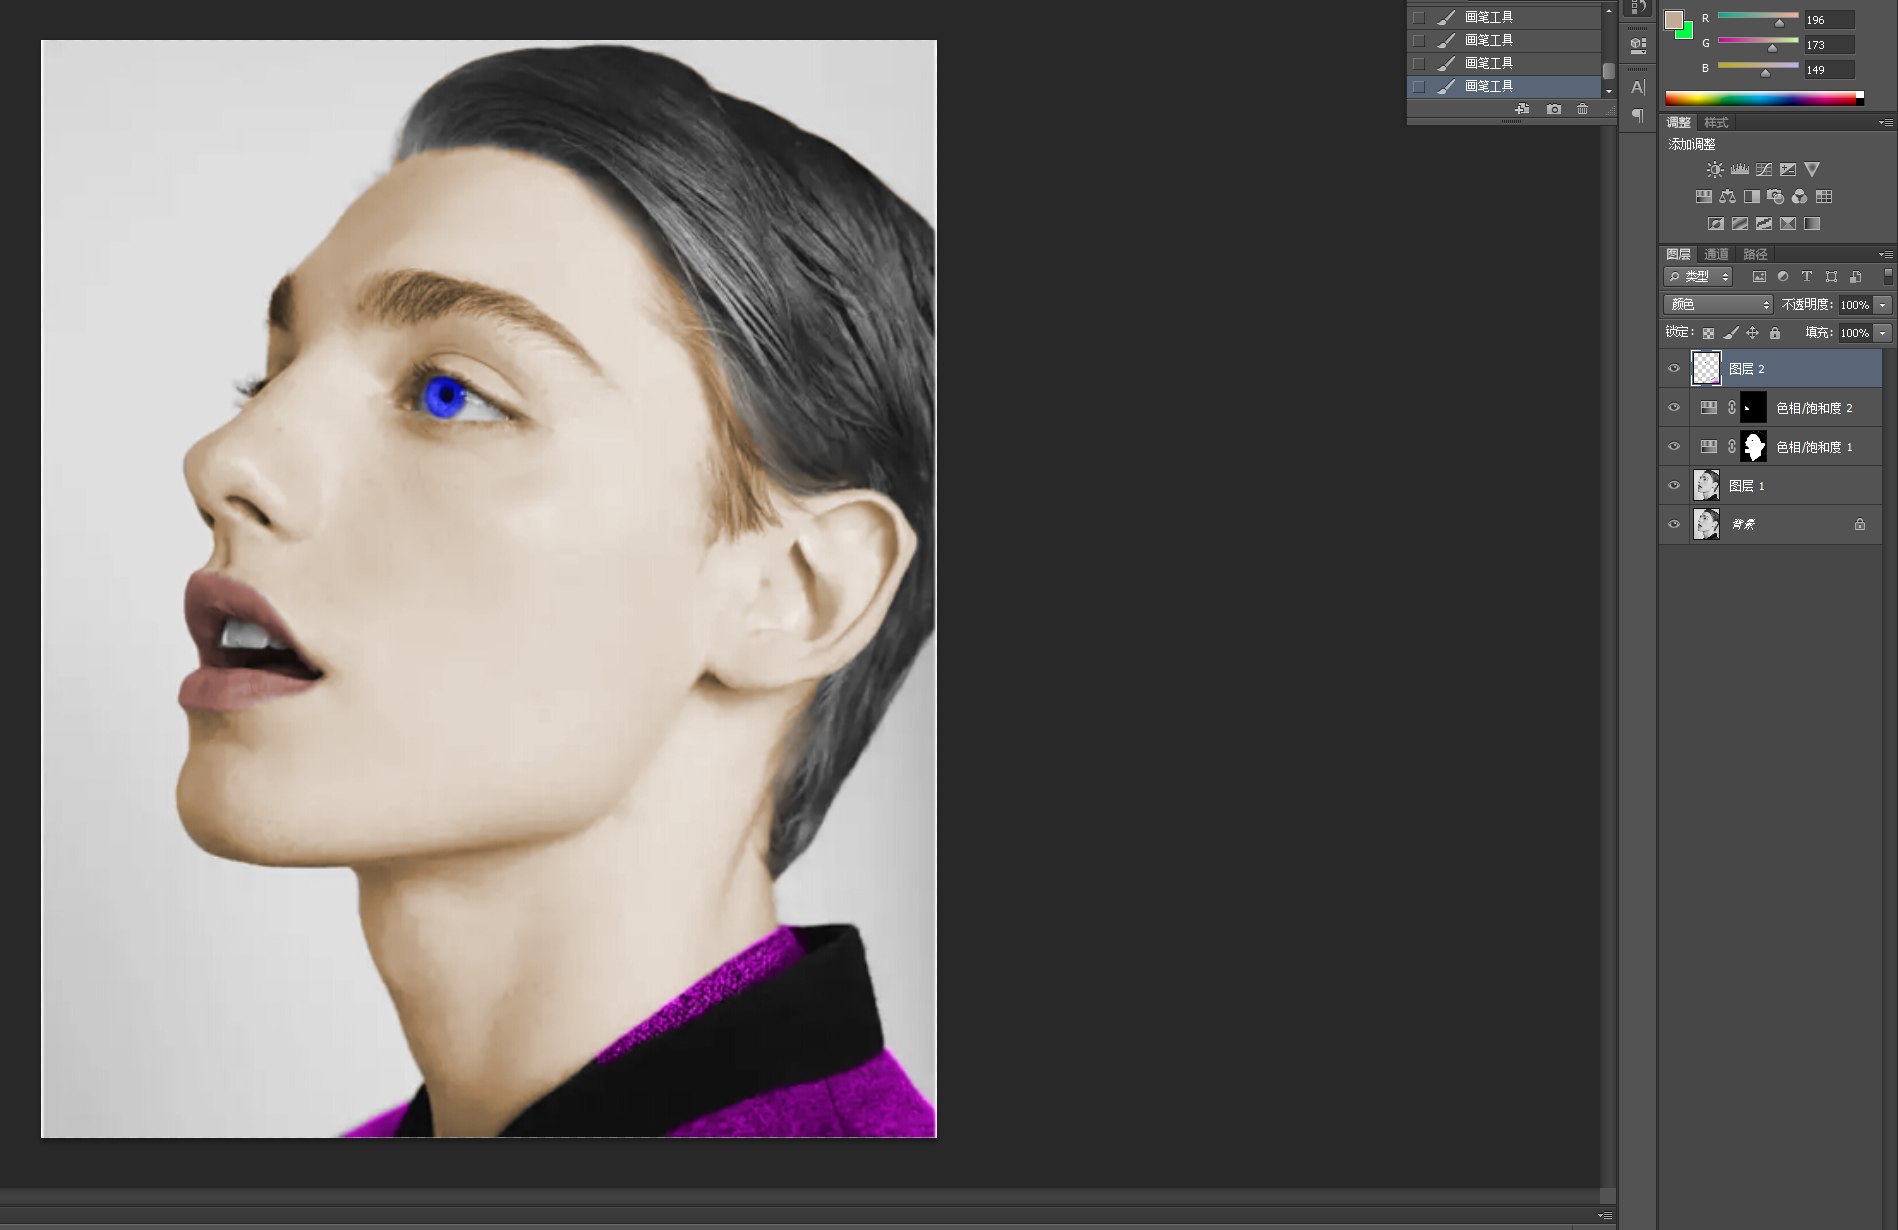 画笔工具
画笔工具
画笔工具
画笔工具
R 196
G 173
B 149
调整 样式
添加调整
图层 通道 路径
类型
颜色 不透明度: 100%
锁定: 填充: 100%
图层 2
色相/饱和度 2
色相/饱和度 1
图层 1
背景